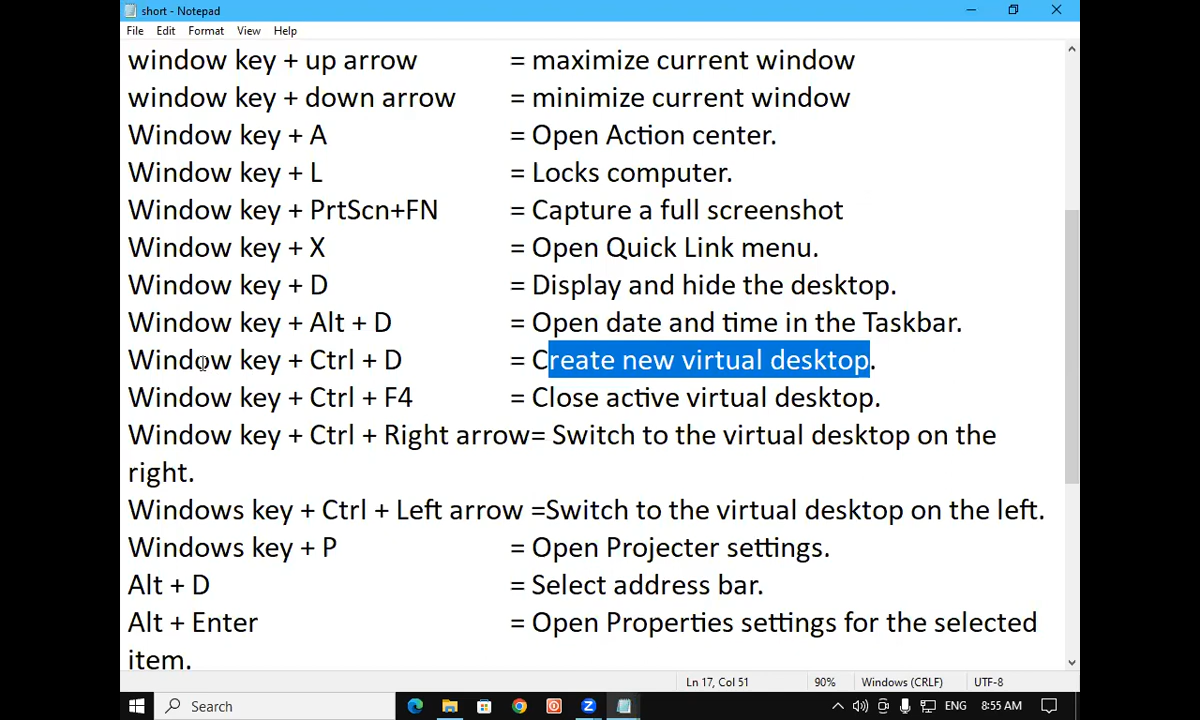 short - Notepad
File Edit Format View Help
window key + up arrow = maximize current window
window key + down arrow = minimize current window
Window key + A = Open Action center.
Window key + L = Locks computer.
Window key + PrtScn+FN = Capture a full screenshot
Window key + X = Open Quick Link menu.
Window key + D = Display and hide the desktop.
Window key + Alt + D = Open date and time in the Taskbar.
Window key + Ctrl + D = Create new virtual desktop.
Window key + Ctrl + F4 = Close active virtual desktop.
Window key + Ctrl + Right arrow= Switch to the virtual desktop on the
right.
Windows key + Ctrl + Left arrow =Switch to the virtual desktop on the left.
Windows key + P = Open Projecter settings.
Alt + D = Select address bar.
Alt + Enter = Open Properties settings for the selected
item.
Ln 17, Col 51 90% Windows (CRLF) UTF-8
Search ENG 8:55 AM